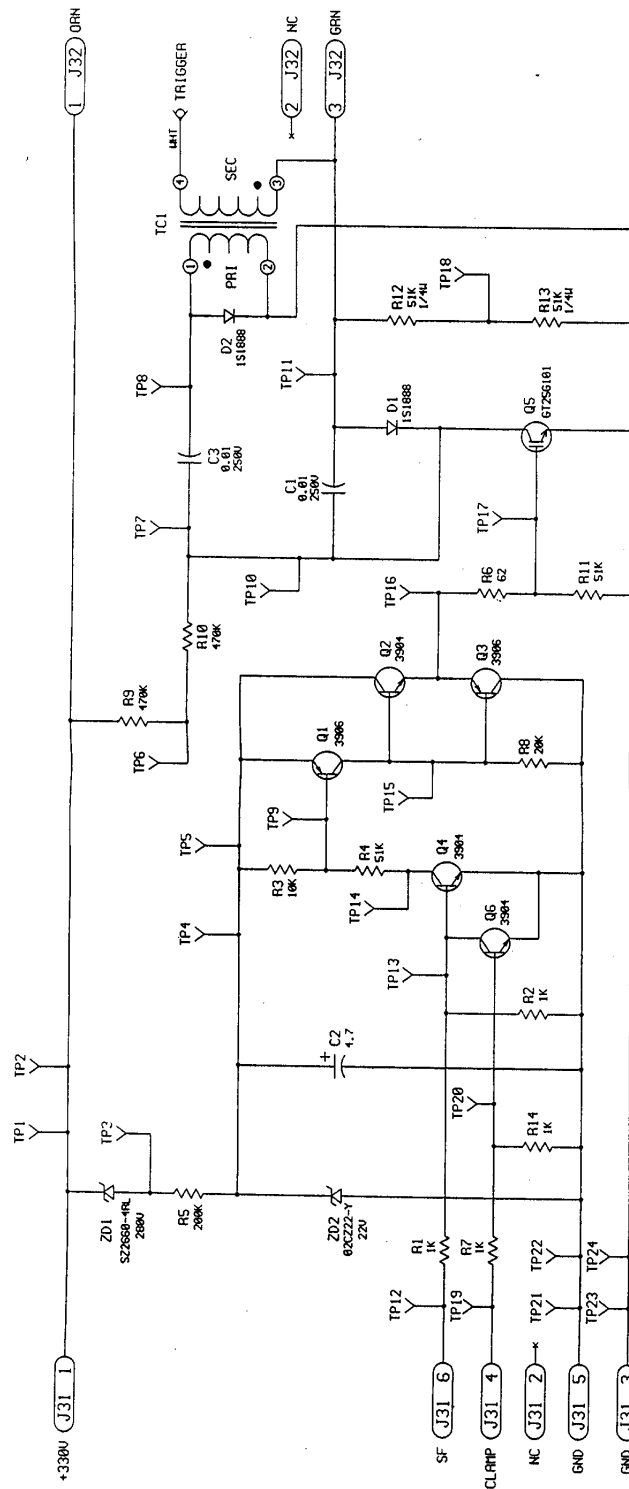 +330V
J31 1
TP1
TP2
1 J32 ORN
ZD1
SZ2660-4RL
280V
TP3
R5
200K
TP4
TP5
TP6
R9
470K
R10
470K
TP7
C3
0.01
250V
TP8
D2
1S1888
1
2
PRI
TC1
SEC
4
3
WHT
TRIGGER
2 J32 NC
3 J32 GRN
TP10
C1
0.01
250V
TP11
D1
1S1888
R12
51K
1/4W
TP18
R13
51K
1/4W
Q5
GT25G101
TP17
TP16
R6
62
R11
51K
Q2
3904
Q3
3906
Q1
3906
TP9
R3
10K
R4
51K
TP14
TP15
R8
20K
Q4
3904
Q6
3904
TP13
R2
1K
C2
4.7
+
TP20
R14
1K
ZD2
02CZ22-Y
22V
R1
1K
R7
1K
TP12
TP19
TP21
TP22
TP23
TP24
SF
J31 6
CLAMP
J31 4
NC
J31 2
GND
J31 5
GND
J31 3